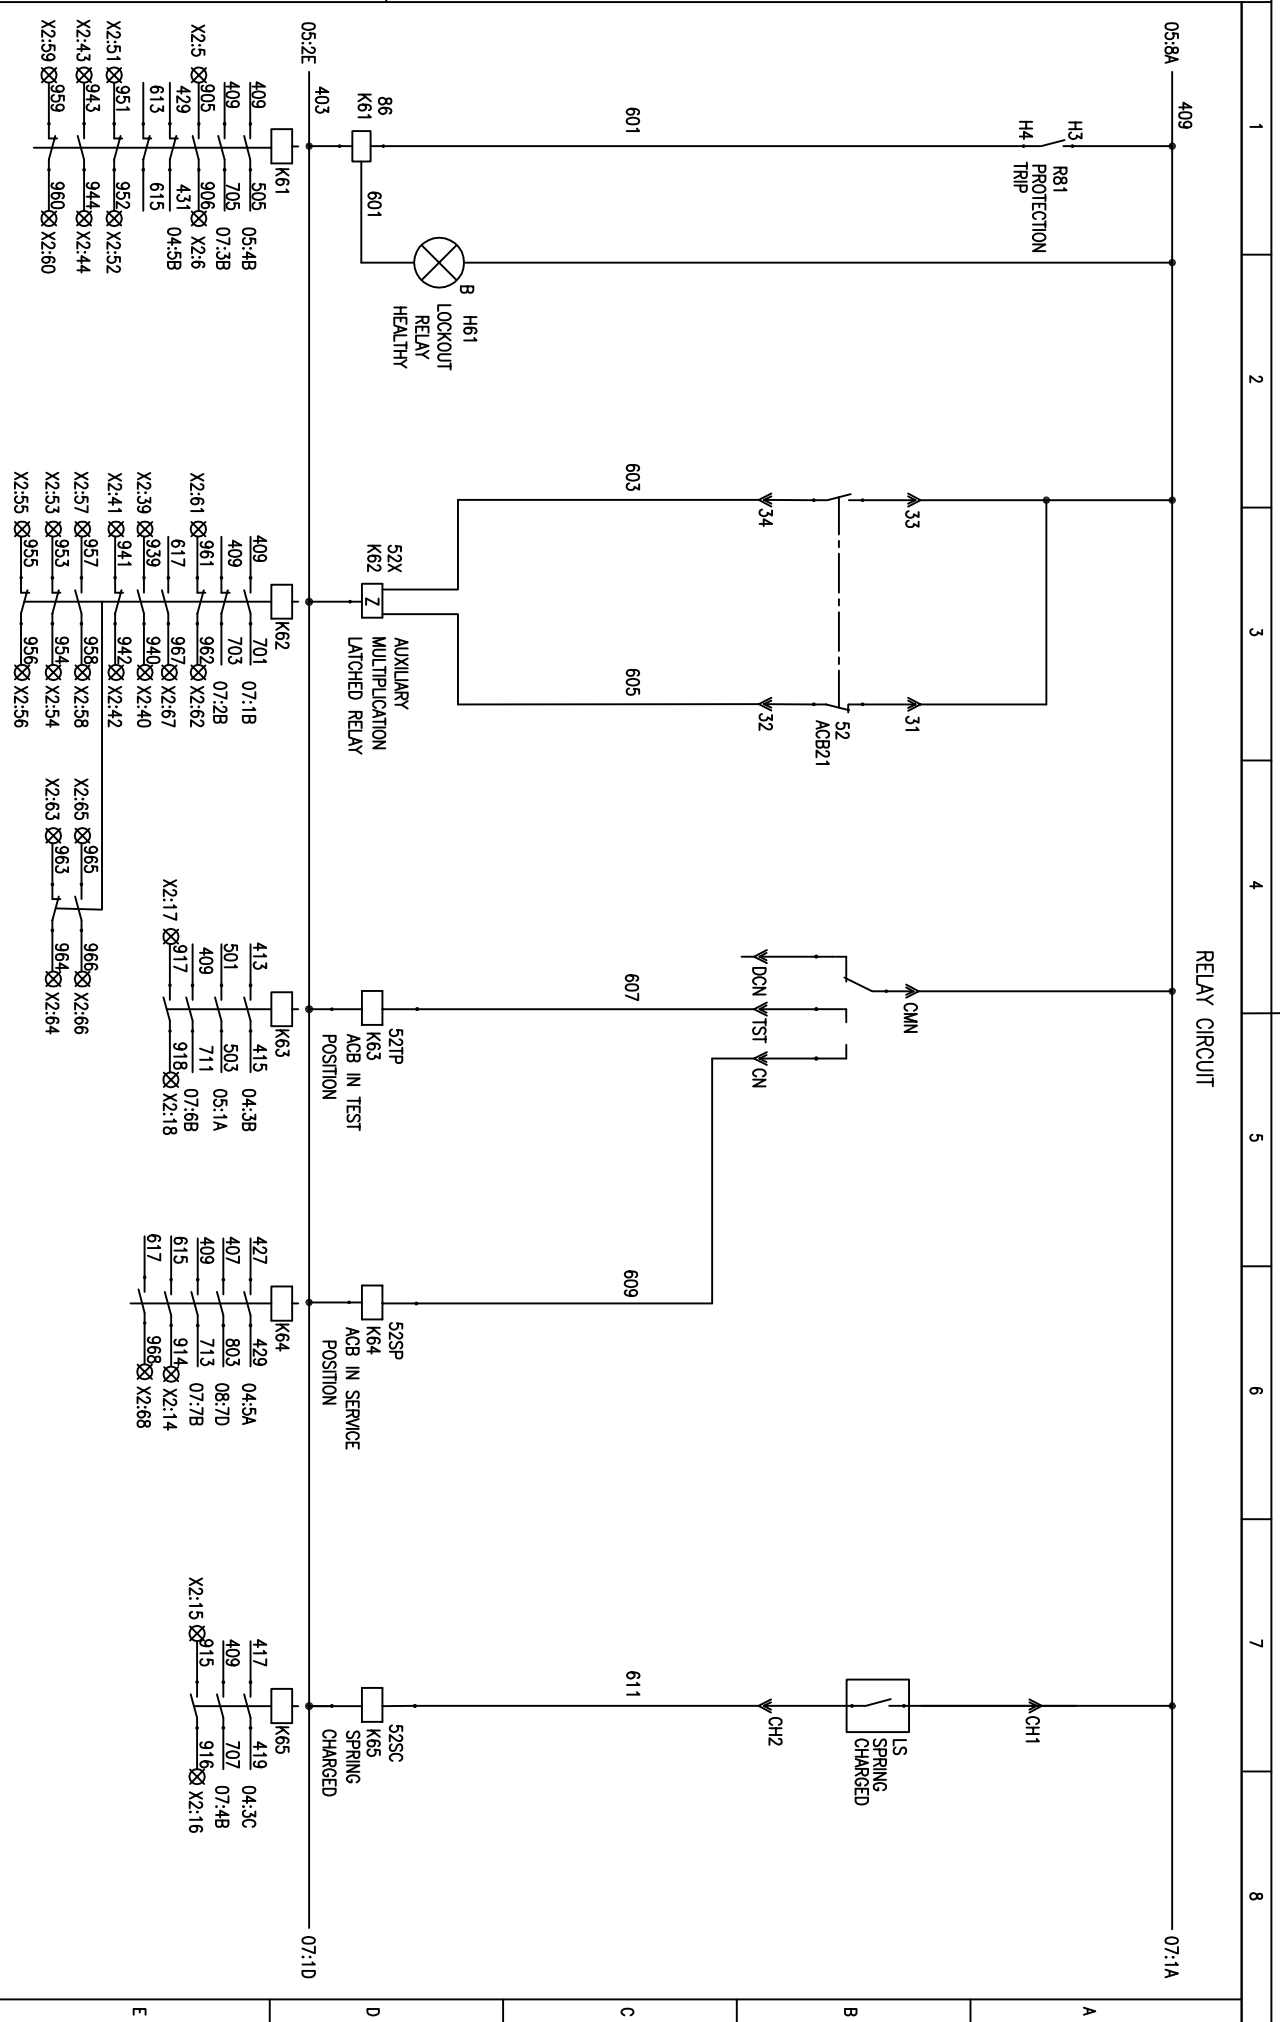 1
2
3
4
5
6
7
8
A
B
C
D
E
RELAY CIRCUIT
05:8A
409
07:1A
H3
H4
R81
PROTECTION
TRIP
601
86
K61
601
B
H61
LOCKOUT
RELAY
HEALTHY
33
34
603
31
32
52
ACB21
605
52X
K62
Z
AUXILIARY
MULTIPLICATION
LATCHED RELAY
CMN
DCN
TST
CN
607
52TP
K63
ACB IN TEST
POSITION
609
52SP
K64
ACB IN SERVICE
POSITION
CH1
LS
SPRING
CHARGED
CH2
611
52SC
K65
SPRING
CHARGED
05:2E
403
07:1D
K61
409 505 05:4B
409 705 07:3B
X2:5 905 906 X2:6
429 431 04:5B
613 615
X2:51 951 952 X2:52
X2:43 943 944 X2:44
X2:59 959 960 X2:60
K62
409 701 07:1B
409 703 07:2B
X2:61 961 962 X2:62
617 967 X2:67
X2:39 939 940 X2:40
X2:41 941 942 X2:42
X2:57 957 958 X2:58
X2:53 953 954 X2:54
X2:55 955 956 X2:56
X2:65 965 966 X2:66
X2:63 963 964 X2:64
K63
413 415 04:3B
501 503 05:1A
409 711 07:6B
X2:17 917 918 X2:18
K64
427 429 04:5A
407 803 08:7D
409 713 07:7B
615 914 X2:14
617 968 X2:68
K65
417 419 04:3C
409 707 07:4B
X2:15 915 916 X2:16